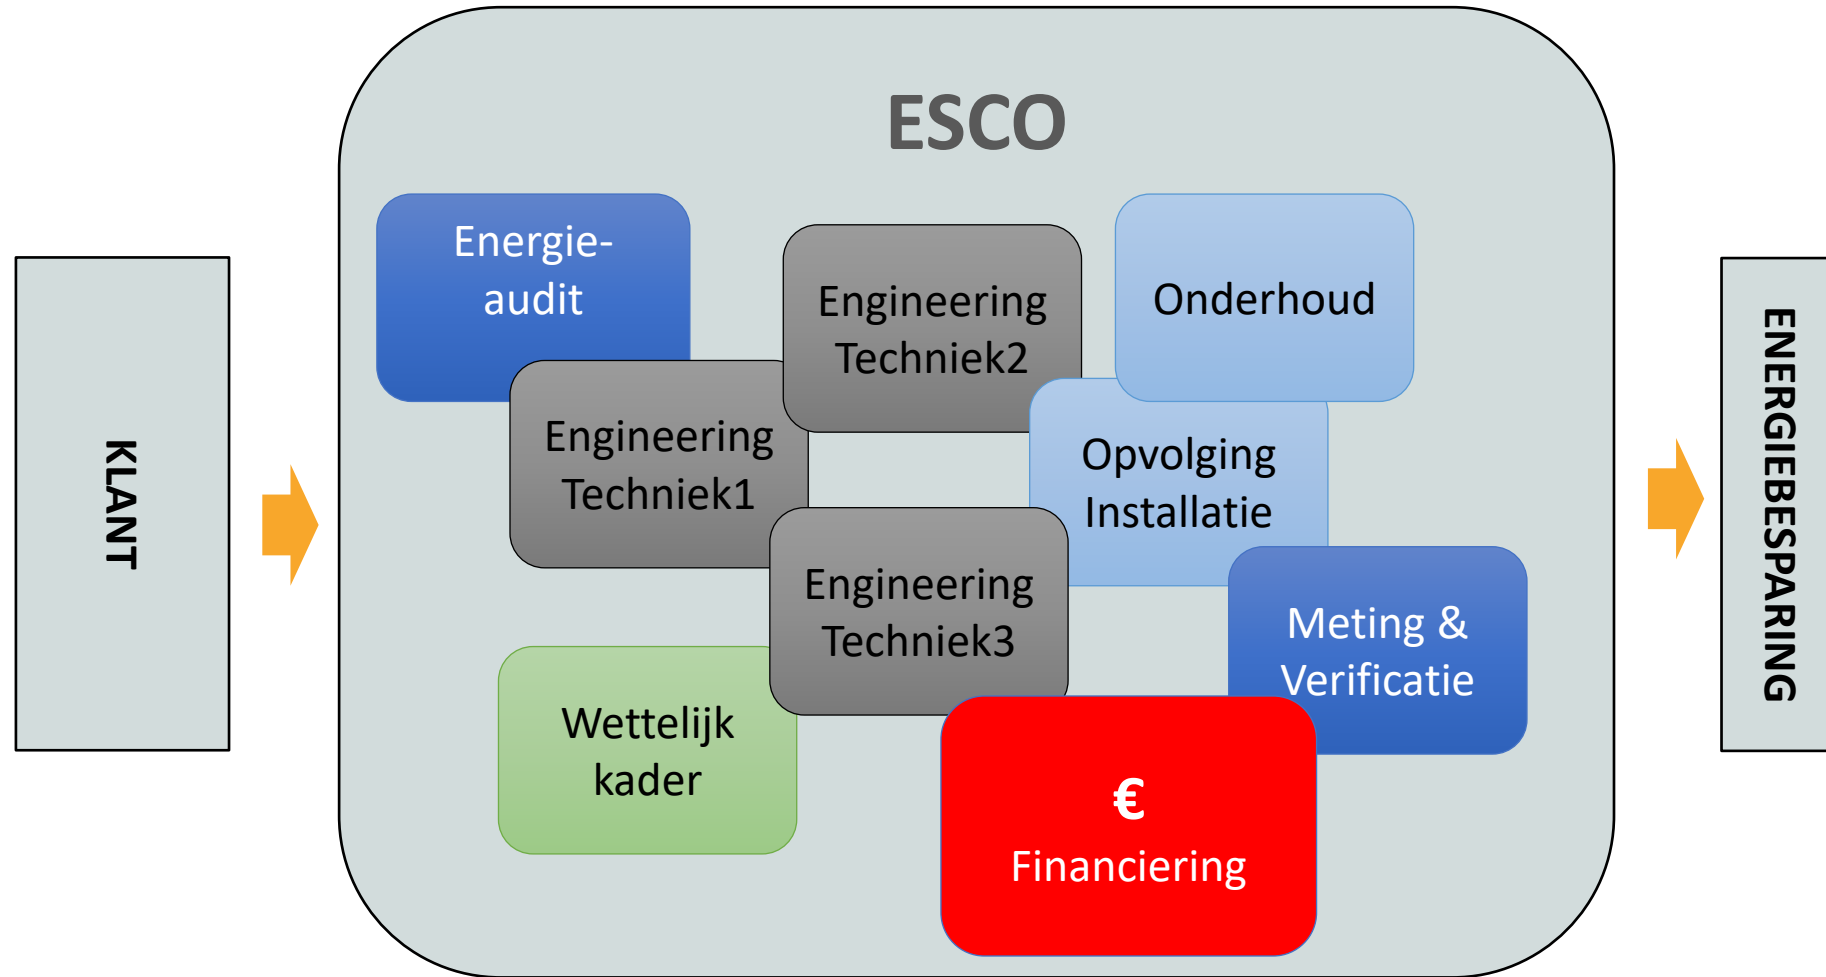 ESCO
KLANT
Energie-
audit
Engineering
Techniek1
Engineering
Techniek2
Engineering
Techniek3
Onderhoud
Opvolging
Installatie
Meting &
Verificatie
Wettelijk
kader
€
Financiering
ENERGIEBESPARING